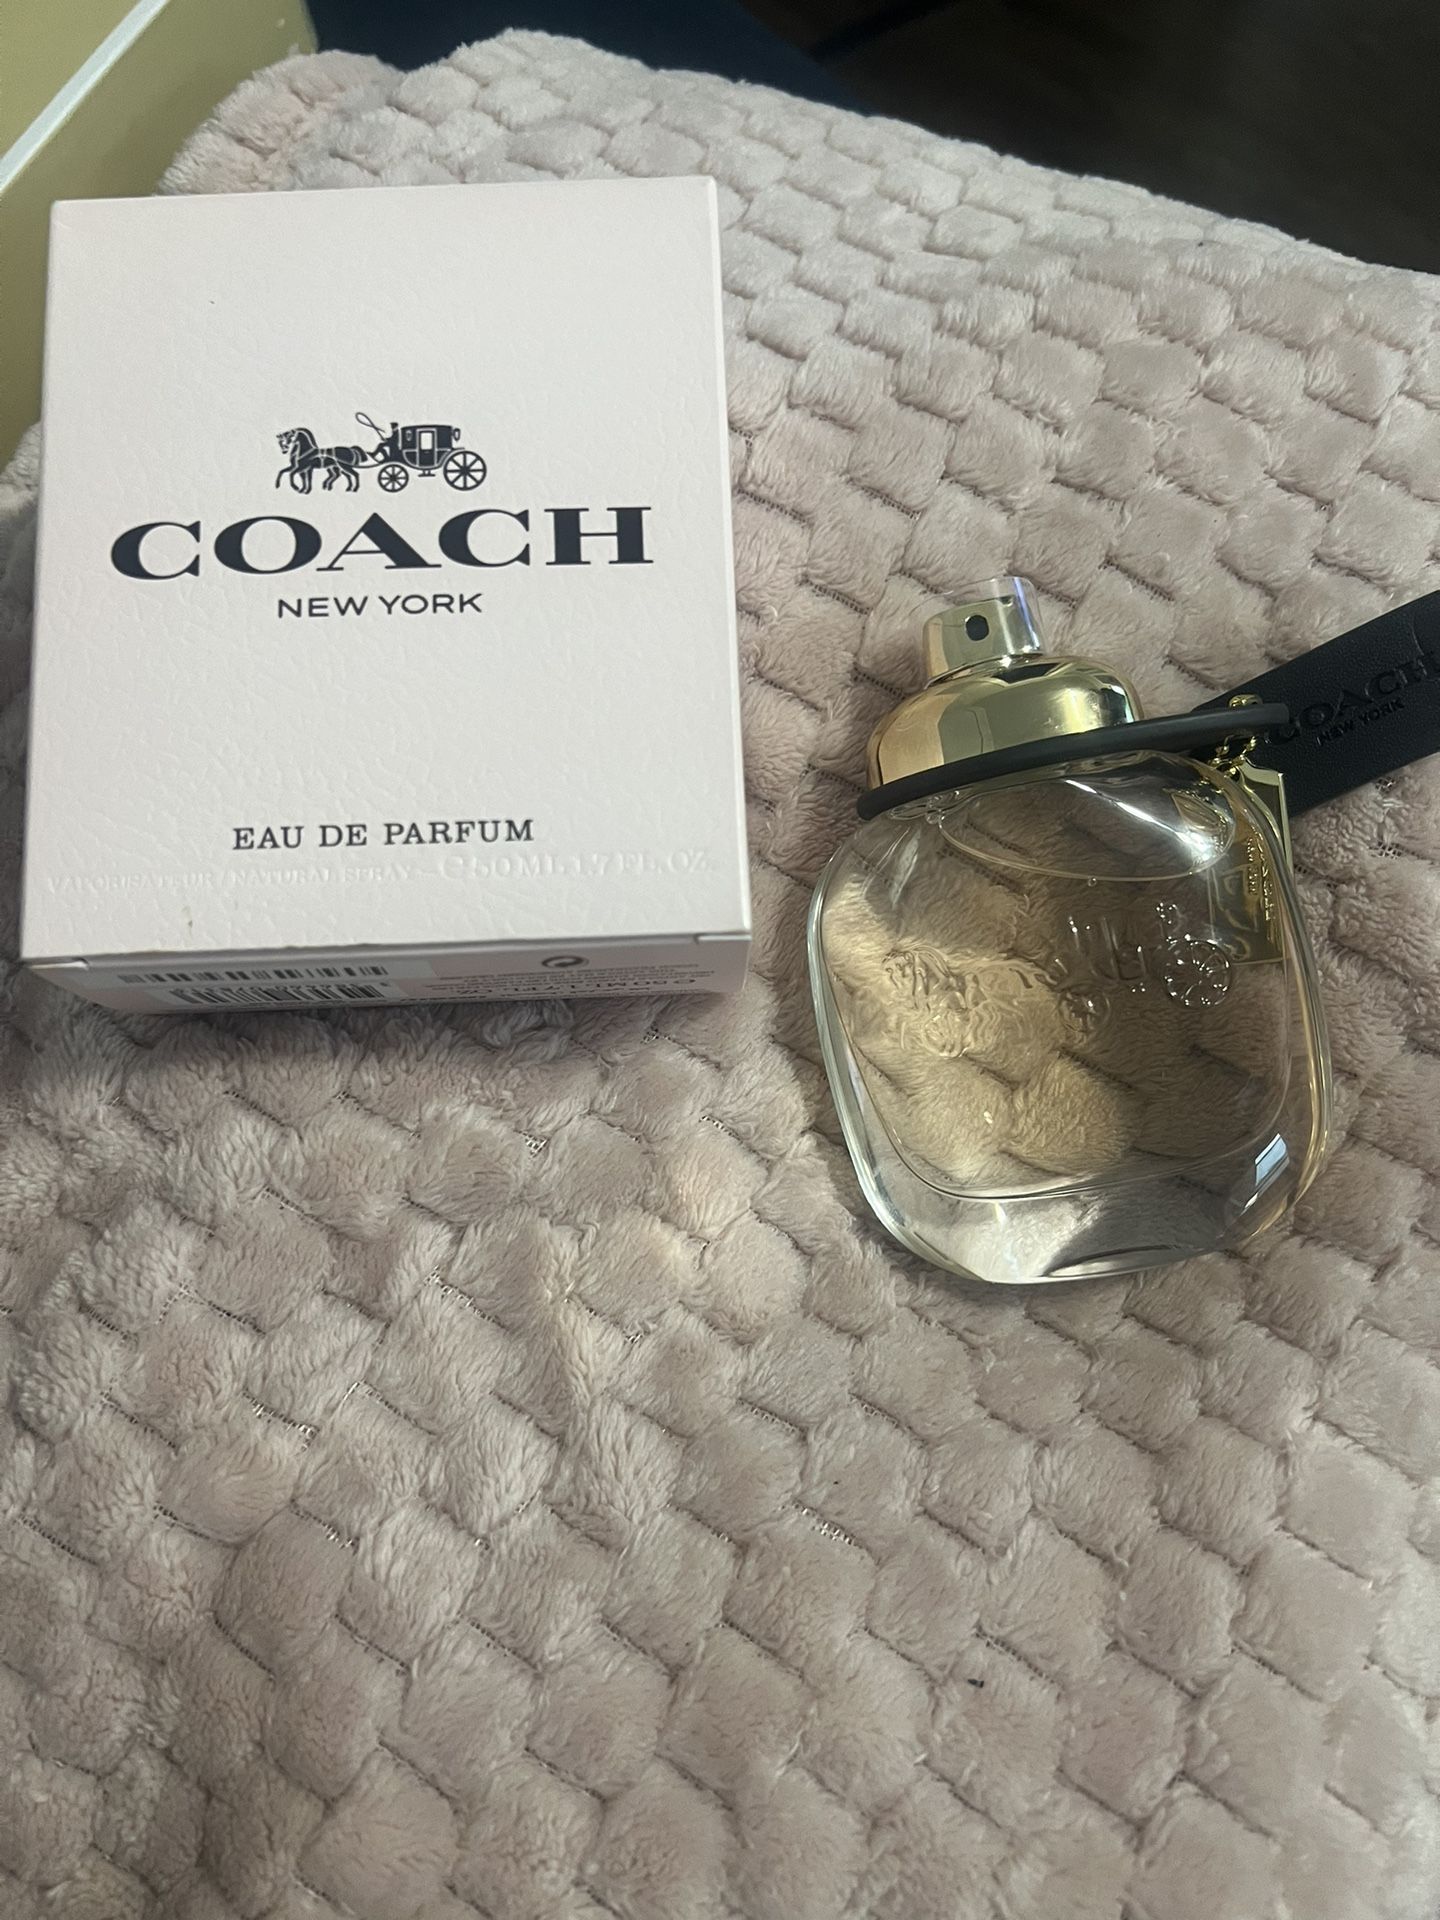 COACH
NEW YORK
EAU DE PARFUM
VAPORISATEUR / NATURAL SPRAY ~ ℮ 50 ML 1.7 FL. OZ.
COACH
NEW YORK